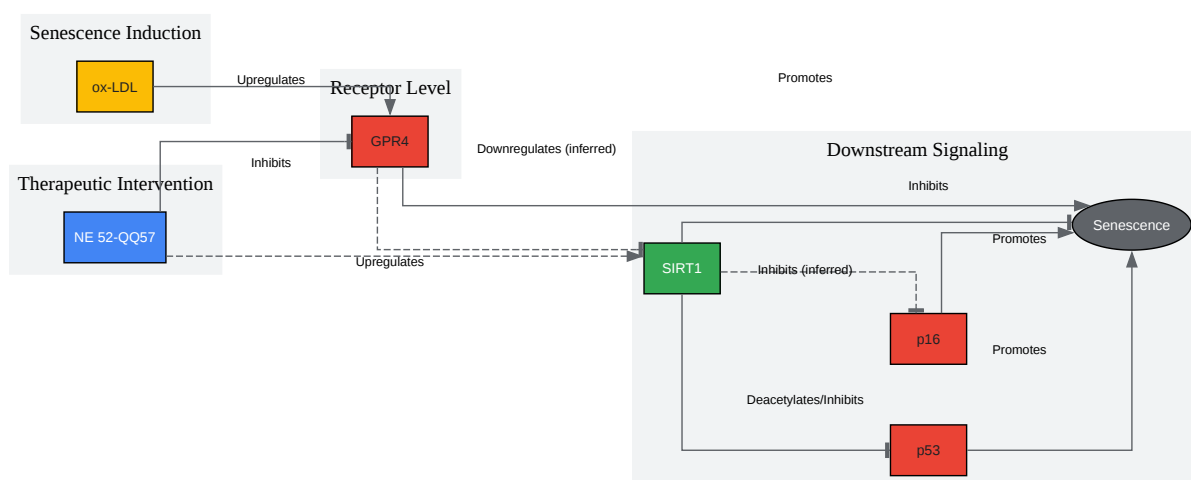 Senescence Induction
ox-LDL
Upregulates
Promotes
Receptor Level
GPR4
Inhibits
Downregulates (inferred)
Downstream Signaling
Therapeutic Intervention
NE 52-QQ57
Inhibits
Senescence
Promotes
Upregulates
SIRT1
Inhibits (inferred)
p16
Promotes
Deacetylates/Inhibits
p53